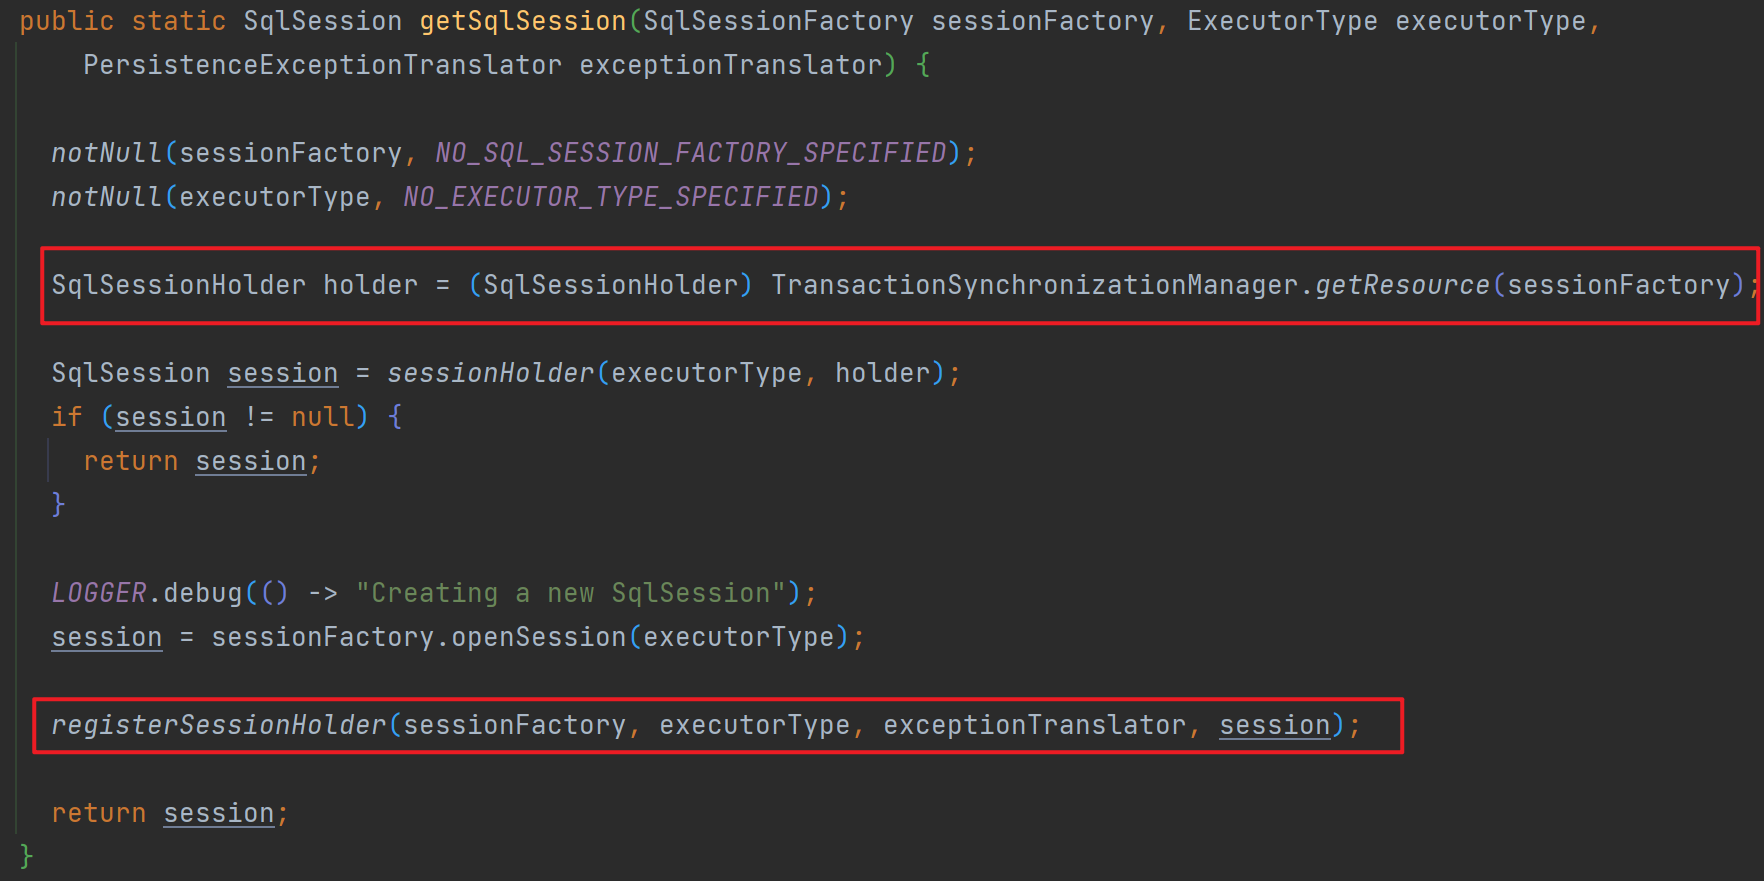 public static SqlSession getSqlSession(SqlSessionFactory sessionFactory, ExecutorType executorType,
PersistenceExceptionTranslator exceptionTranslator) {
notNull(sessionFactory, NO_SQL_SESSION_FACTORY_SPECIFIED);
notNull(executorType, NO_EXECUTOR_TYPE_SPECIFIED);
SqlSessionHolder holder = (SqlSessionHolder) TransactionSynchronizationManager.getResource(sessionFactory);
SqlSession session = sessionHolder(executorType, holder);
if (session != null) {
return session;
}
LOGGER.debug(() -> "Creating a new SqlSession");
session = sessionFactory.openSession(executorType);
registerSessionHolder(sessionFactory, executorType, exceptionTranslator, session);
return session;
}